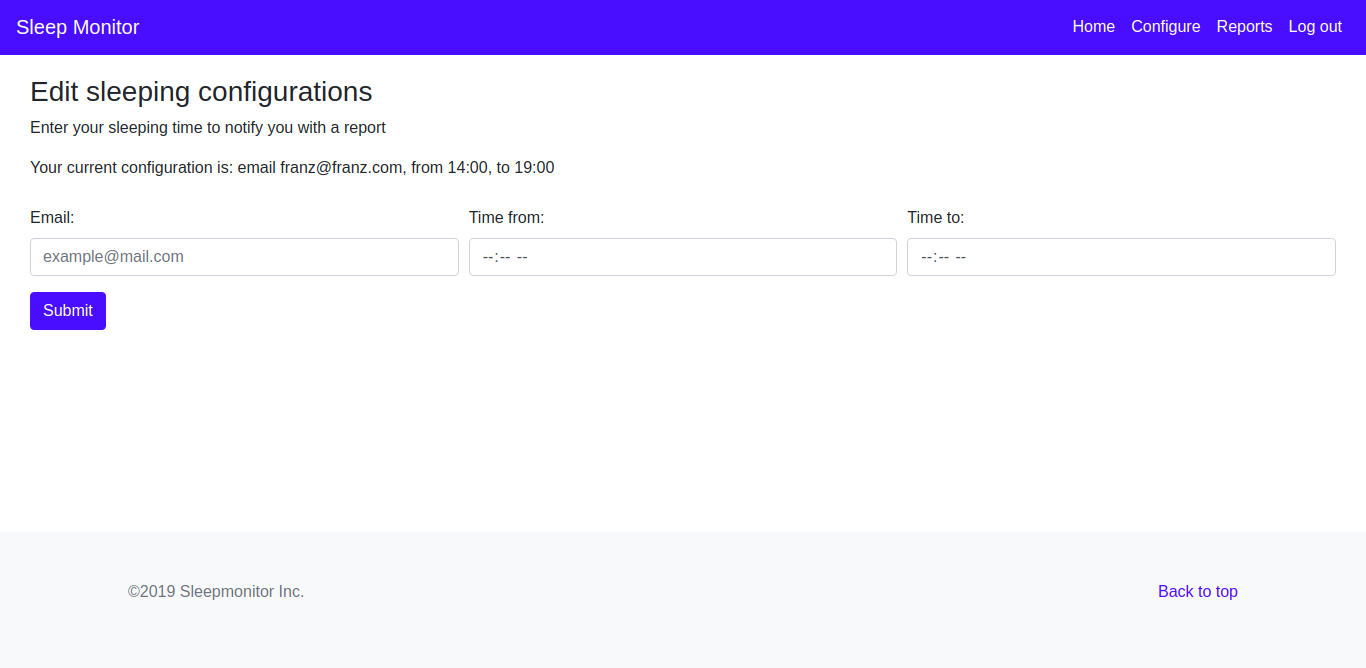 Sleep Monitor Home Configure Reports Log out
Edit sleeping configurations
Enter your sleeping time to notify you with a report
Your current configuration is: email franz@franz.com, from 14:00, to 19:00
Email: Time from: Time to:
example@mail.com --:-- -- --:-- --
Submit
©2019 Sleepmonitor Inc. Back to top